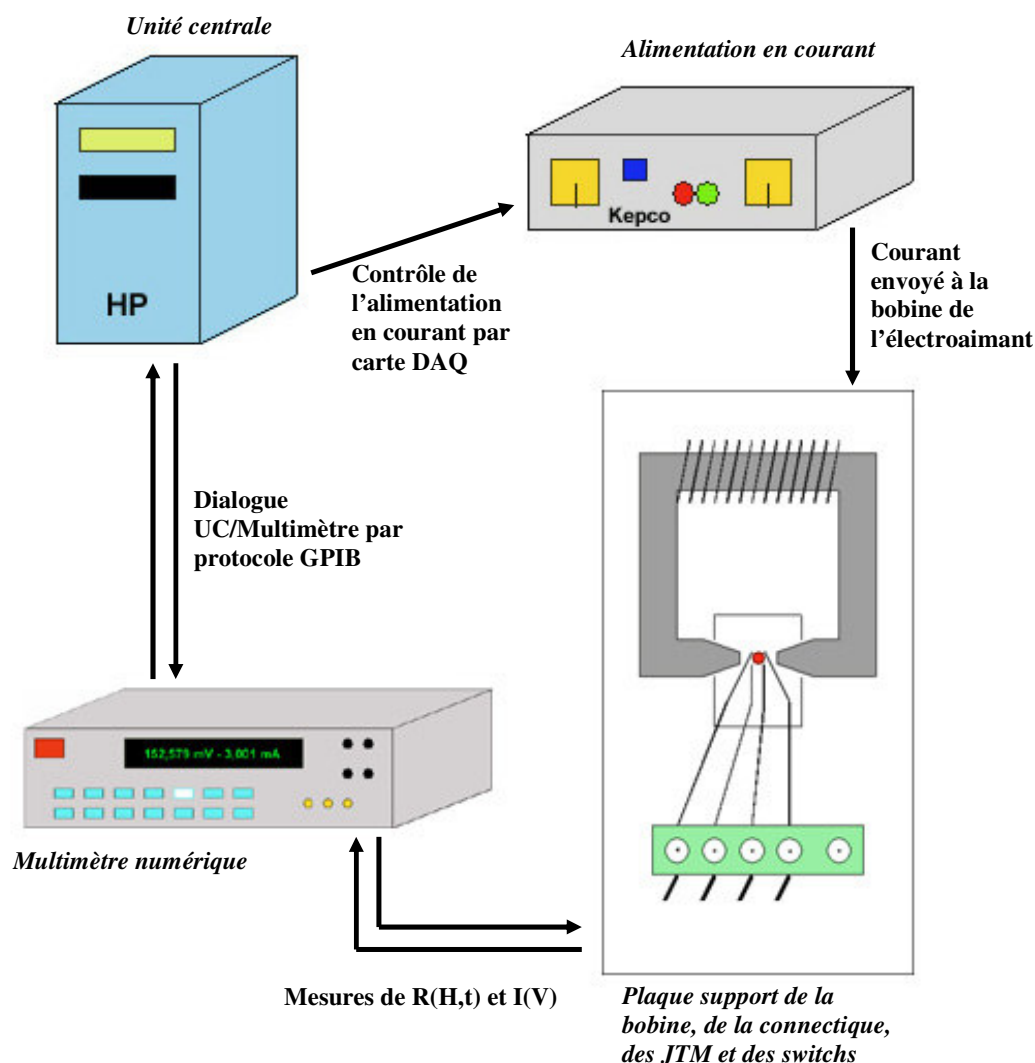 Unité centrale
Alimentation en courant
Kepco
HP
Contrôle de
l'alimentation
en courant par
carte DAQ
Courant
envoyé à la
bobine de
l'électroaimant
Dialogue
UC/Multimètre par
protocole GPIB
152,579 mV - 3,001 mA
Multimètre numérique
Mesures de R(H,t) et I(V)
Plaque support de la
bobine, de la connectique,
des JTM et des switchs